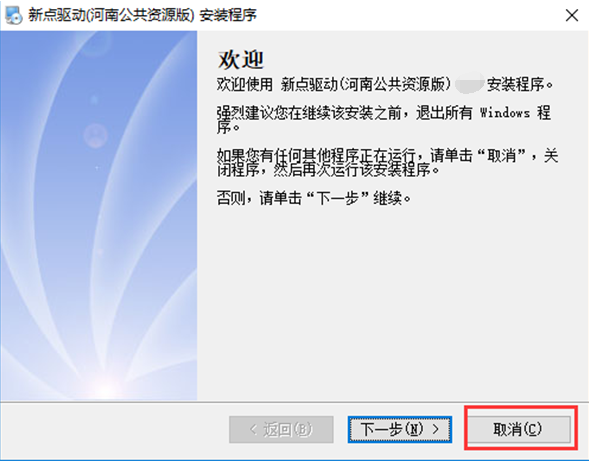 新点驱动(河南公共资源版) 安装程序
欢迎
欢迎使用 新点驱动(河南公共资源版) 安装程序。
强烈建议您在继续该安装之前，退出所有 Windows 程
序。
如果您有任何其他程序正在运行，请单击“取消”，关
闭程序，然后再次运行该安装程序。
否则，请单击“下一步”继续。
< 返回(B)
下一步(N) >
取消(C)